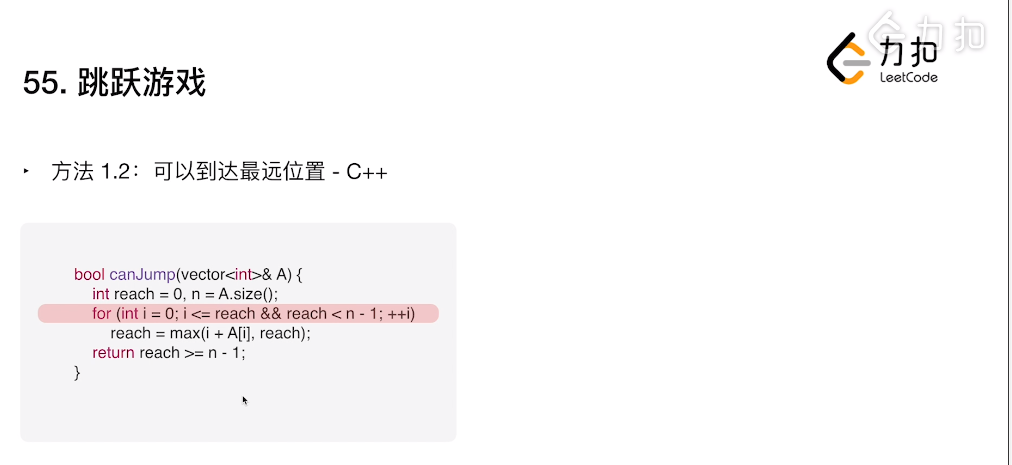 力扣
力扣
LeetCode
55. 跳跃游戏
‣ 方法 1.2：可以到达最远位置 - C++
bool canJump(vector<int>& A) {
int reach = 0, n = A.size();
for (int i = 0; i <= reach && reach < n - 1; ++i)
reach = max(i + A[i], reach);
return reach >= n - 1;
}